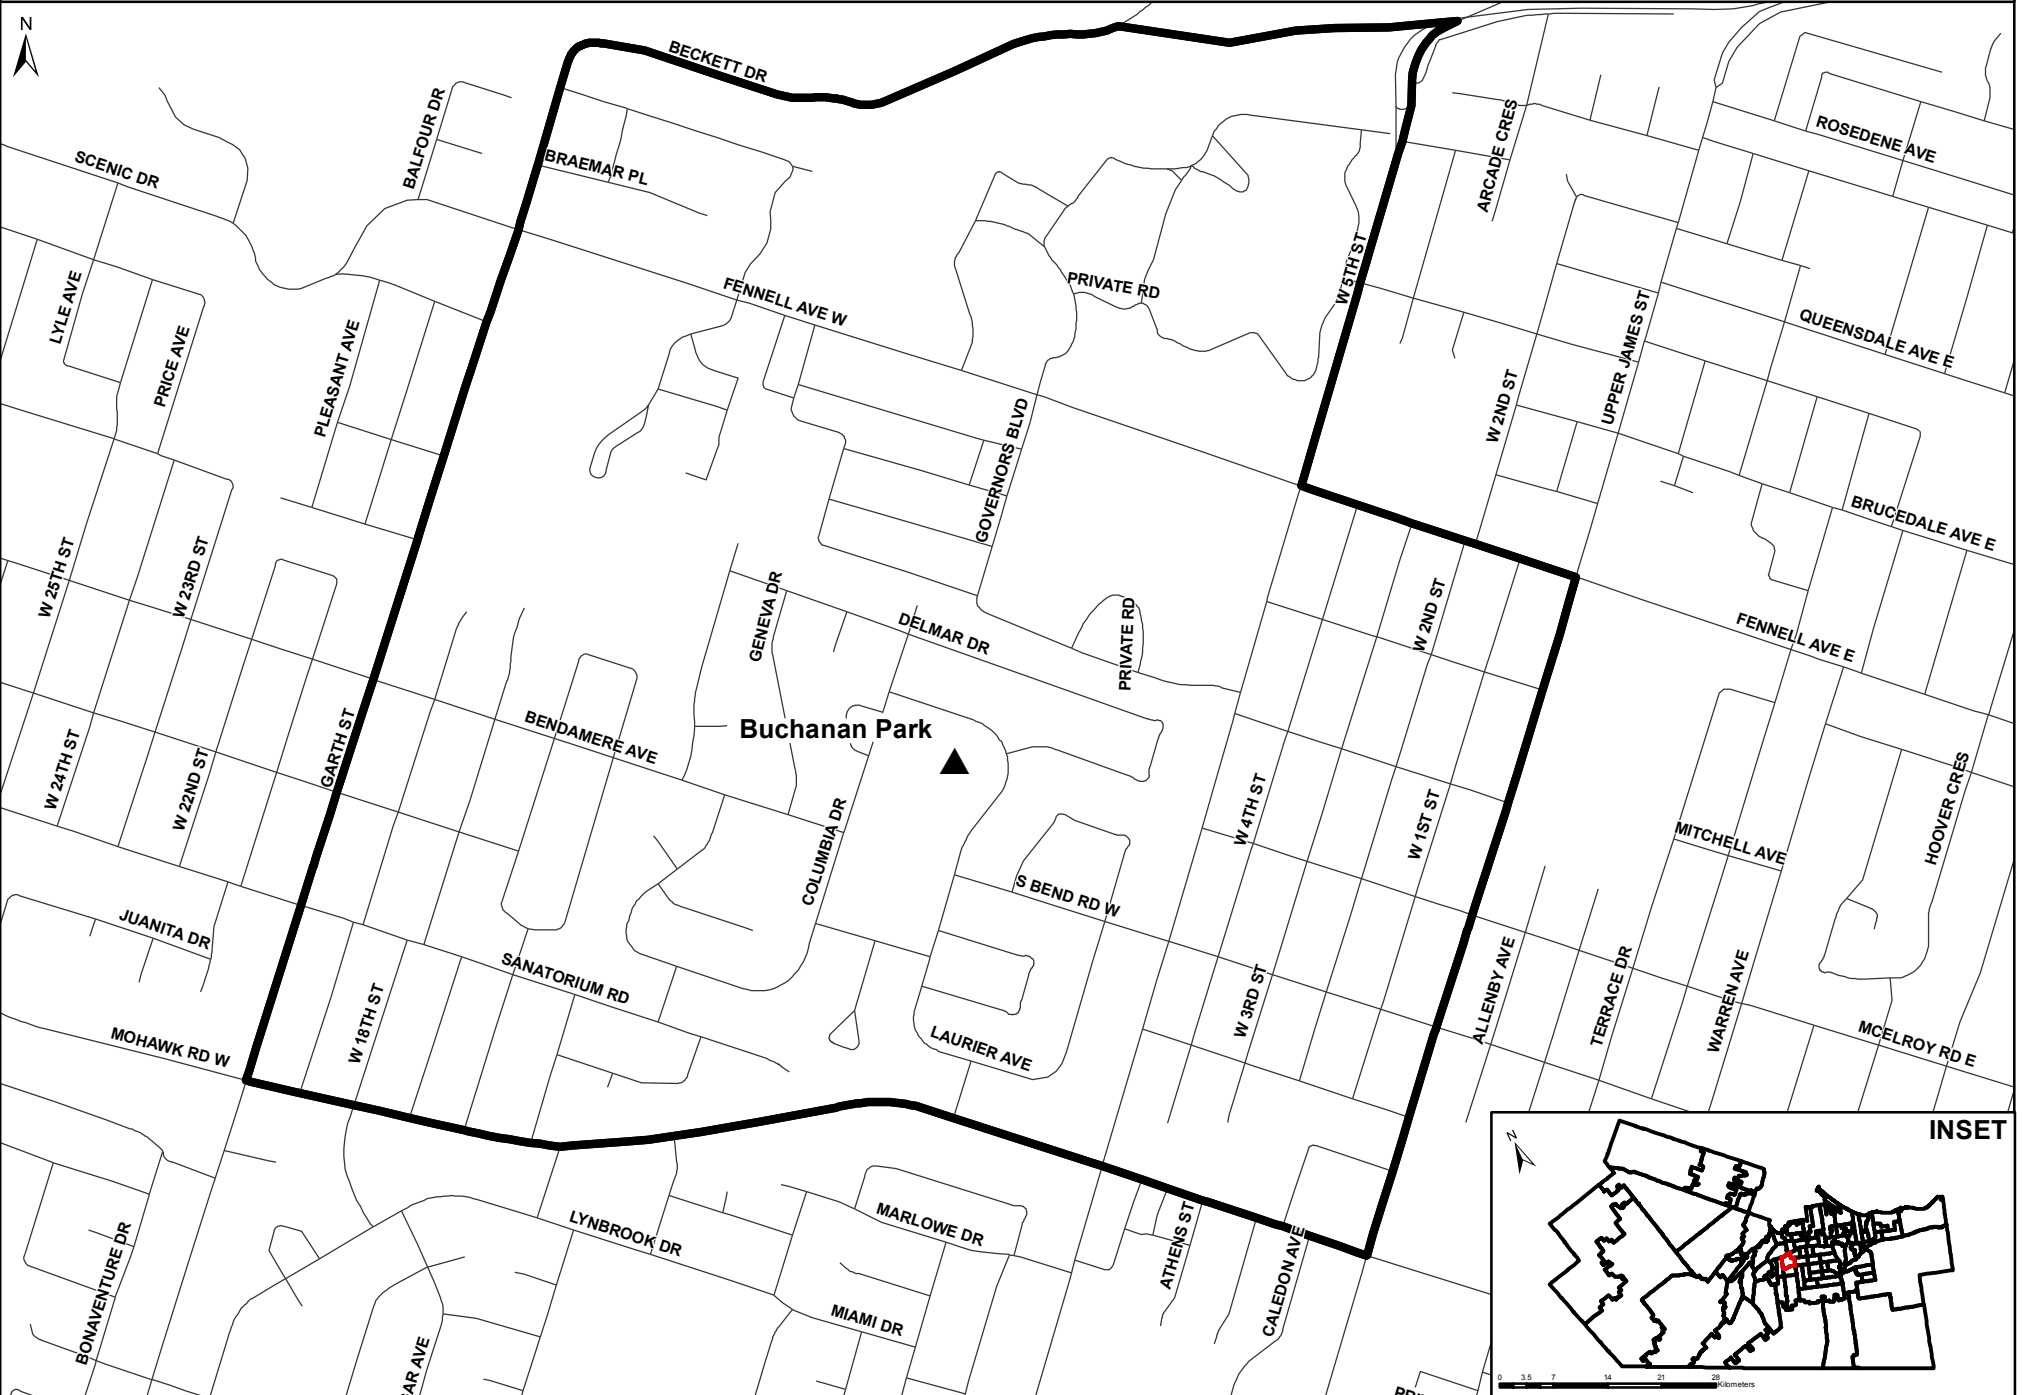 N
BECKETT DR
BALFOUR DR
ARCADE CRES
ROSEDENE AVE
SCENIC DR
BRAEMAR PL
W 5TH ST
PRIVATE RD
FENNELL AVE W
LYLE AVE
PRICE AVE
PLEASANT AVE
UPPER JAMES ST
QUEENSDALE AVE E
W 2ND ST
GOVERNORS BLVD
BRUCEDALE AVE E
W 25TH ST
W 23RD ST
GENEVA DR
DELMAR DR
PRIVATE RD
W 2ND ST
FENNELL AVE E
Buchanan Park
BENDAMERE AVE
GARTH ST
W 24TH ST
W 22ND ST
COLUMBIA DR
W 4TH ST
W 1ST ST
MITCHELL AVE
HOOVER CRES
S BEND RD W
JUANITA DR
SANATORIUM RD
W 18TH ST
W 3RD ST
ALLENBY AVE
TERRACE DR
WARREN AVE
MOHAWK RD W
LAURIER AVE
MCELROY RD E
INSET
N
LYNBROOK DR
MARLOWE DR
ATHENS ST
CALEDON AVE
BONAVENTURE DR
MIAMI DR
AR AVE
0 3.5 7 14 21 28
Kilometers